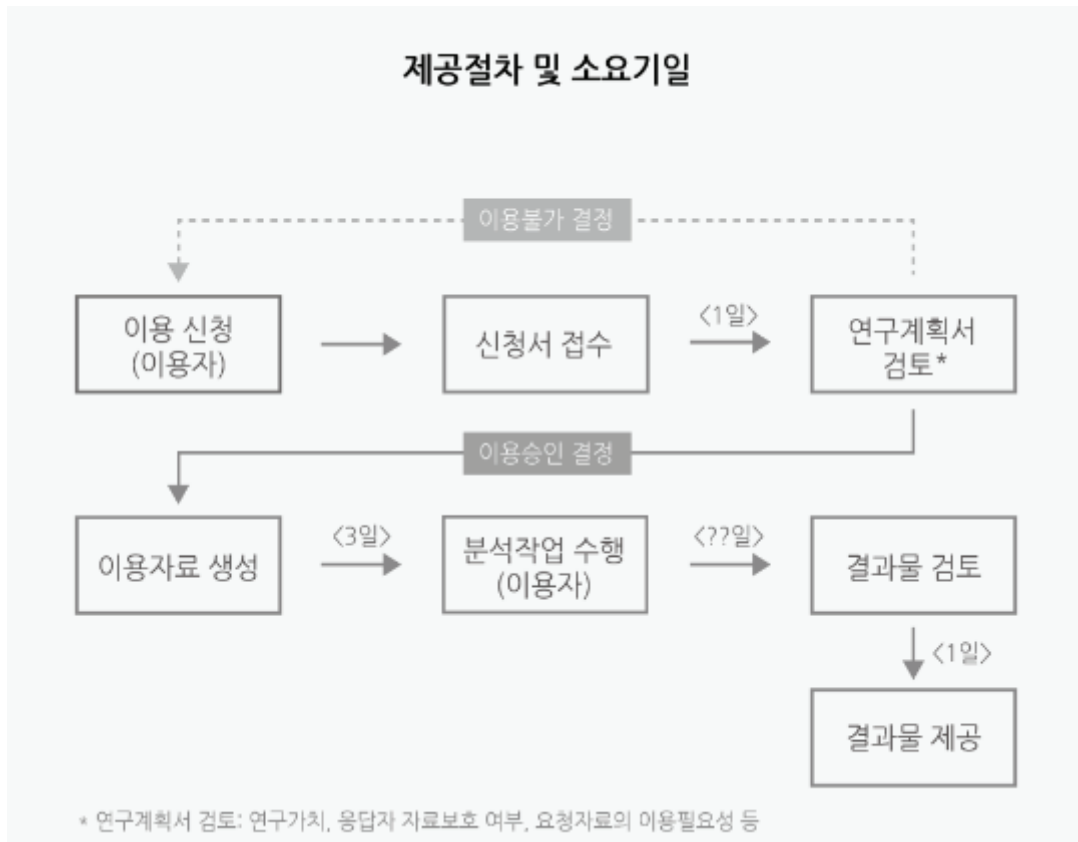 제공절차 및 소요기일
이용불가 결정
이용 신청
(이용자)
신청서 접수
<1일>
연구계획서
검토*
이용승인 결정
이용자료 생성
<3일>
분석작업 수행
(이용자)
<??일>
결과물 검토
<1일>
결과물 제공
* 연구계획서 검토: 연구가치, 응답자 자료보호 여부, 요청자료의 이용필요성 등